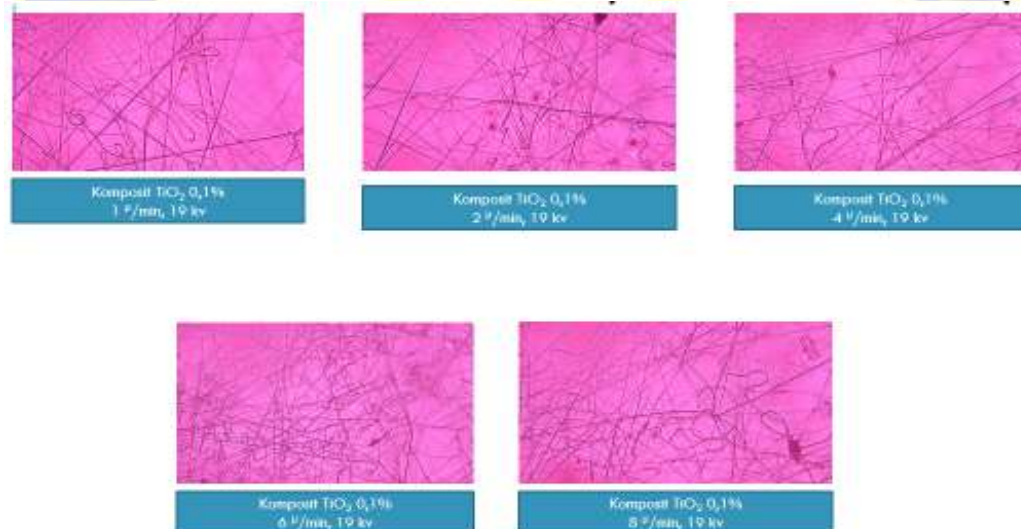 Komposit TiO₂ 0,1%
1 µ/min, 19 kv
Komposit TiO₂ 0,1%
2 µ/min, 19 kv
Komposit TiO₂ 0,1%
4 µ/min, 19 kv
Komposit TiO₂ 0,1%
6 µ/min, 19 kv
Komposit TiO₂ 0,1%
8 µ/min, 19 kv